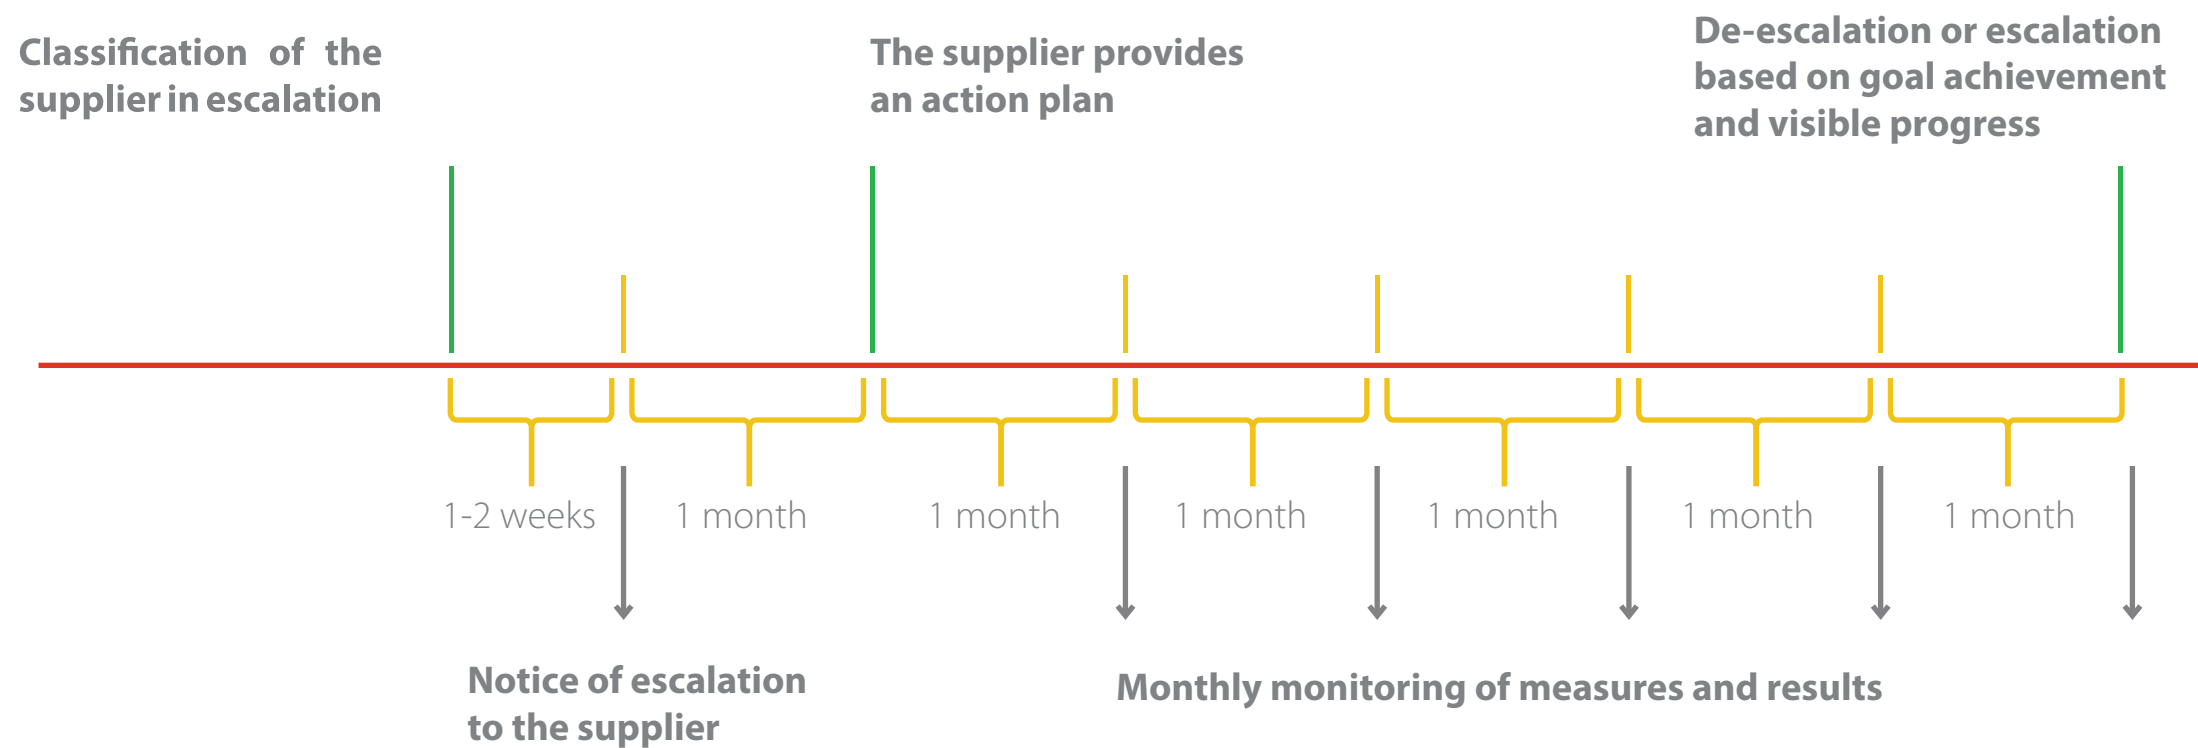 Classification of the
supplier in escalation
The supplier provides
an action plan
De-escalation or escalation
based on goal achievement
and visible progress
1-2 weeks
1 month
1 month
1 month
1 month
1 month
1 month
Notice of escalation
to the supplier
Monthly monitoring of measures and results